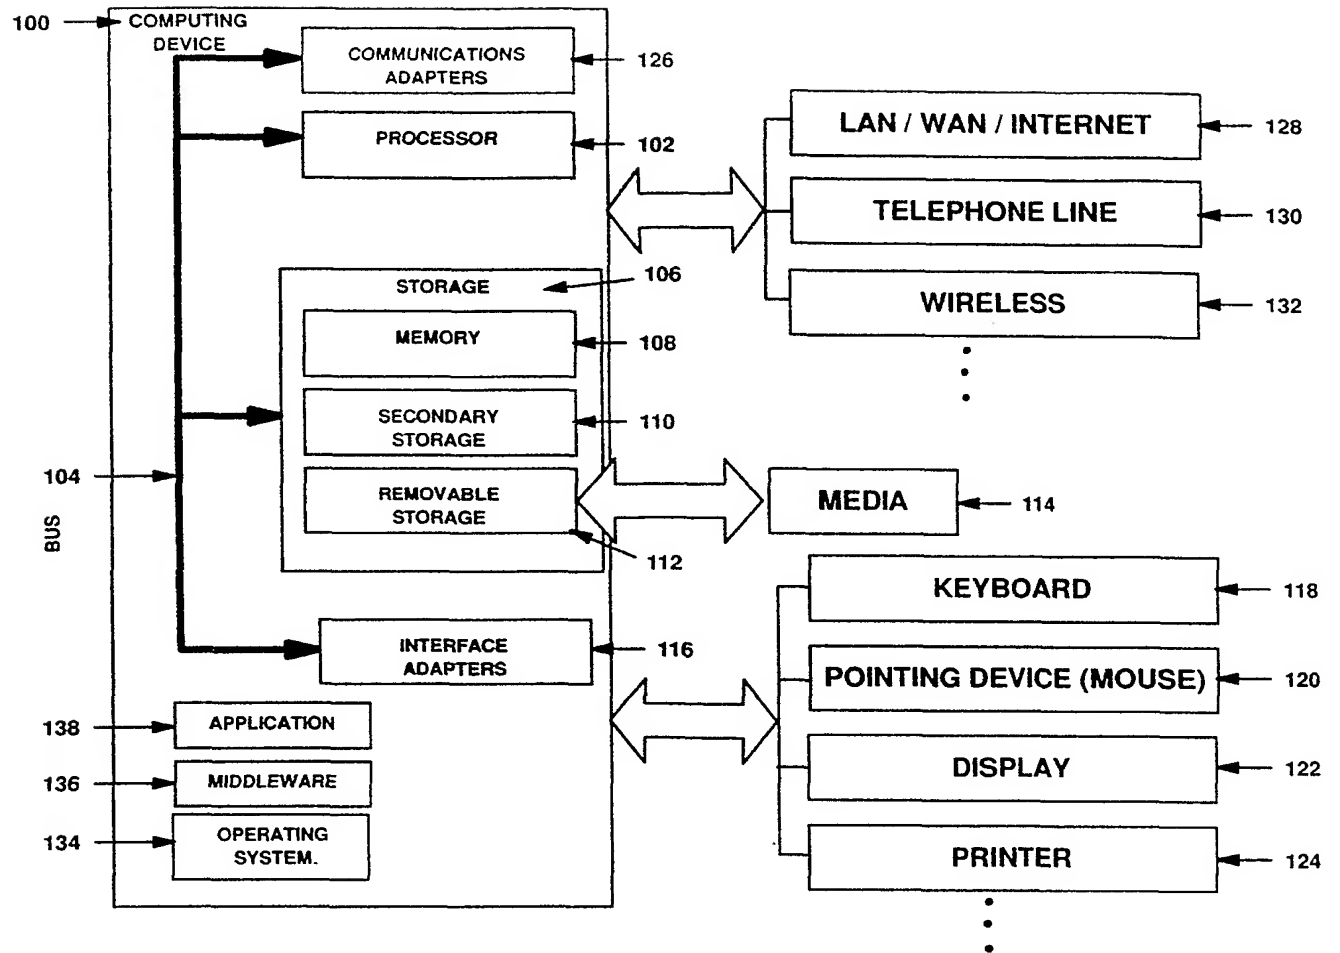 100
COMPUTING
DEVICE
COMMUNICATIONS
ADAPTERS
126
PROCESSOR
102
STORAGE
106
MEMORY
108
SECONDARY
STORAGE
110
REMOVABLE
STORAGE
112
104
BUS
INTERFACE
ADAPTERS
116
138
APPLICATION
136
MIDDLEWARE
134
OPERATING
SYSTEM.
LAN / WAN / INTERNET
128
TELEPHONE LINE
130
WIRELESS
132
MEDIA
114
KEYBOARD
118
POINTING DEVICE (MOUSE)
120
DISPLAY
122
PRINTER
124